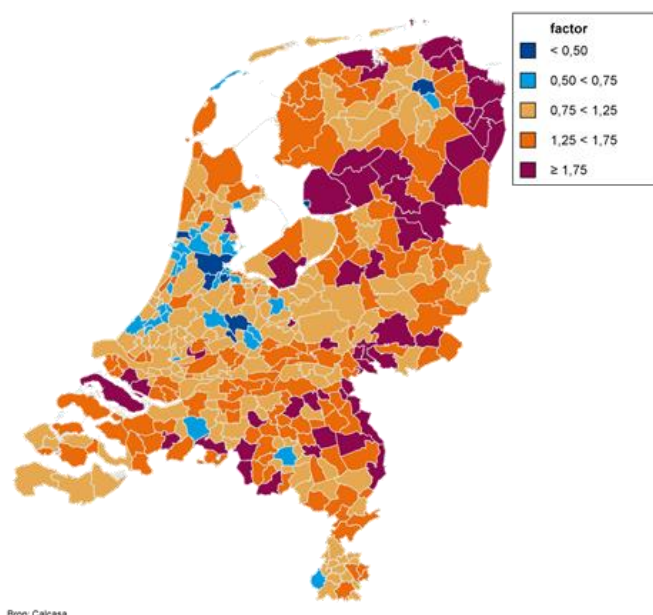 factor
< 0,50
0,50 < 0,75
0,75 < 1,25
1,25 < 1,75
≥ 1,75
Bron: Calcasa